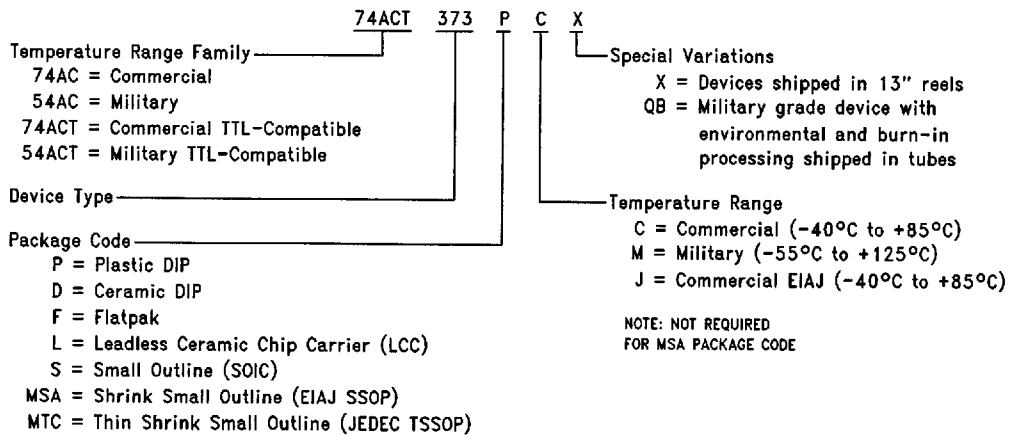 74ACT 373 P C X
Temperature Range Family
74AC = Commercial
54AC = Military
74ACT = Commercial TTL-Compatible
54ACT = Military TTL-Compatible
Device Type
Package Code
P = Plastic DIP
D = Ceramic DIP
F = Flatpak
L = Leadless Ceramic Chip Carrier (LCC)
S = Small Outline (SOIC)
MSA = Shrink Small Outline (EIAJ SSOP)
MTC = Thin Shrink Small Outline (JEDEC TSSOP)
Special Variations
X = Devices shipped in 13" reels
QB = Military grade device with
environmental and burn-in
processing shipped in tubes
Temperature Range
C = Commercial (-40°C to +85°C)
M = Military (-55°C to +125°C)
J = Commercial EIAJ (-40°C to +85°C)
NOTE: NOT REQUIRED
FOR MSA PACKAGE CODE